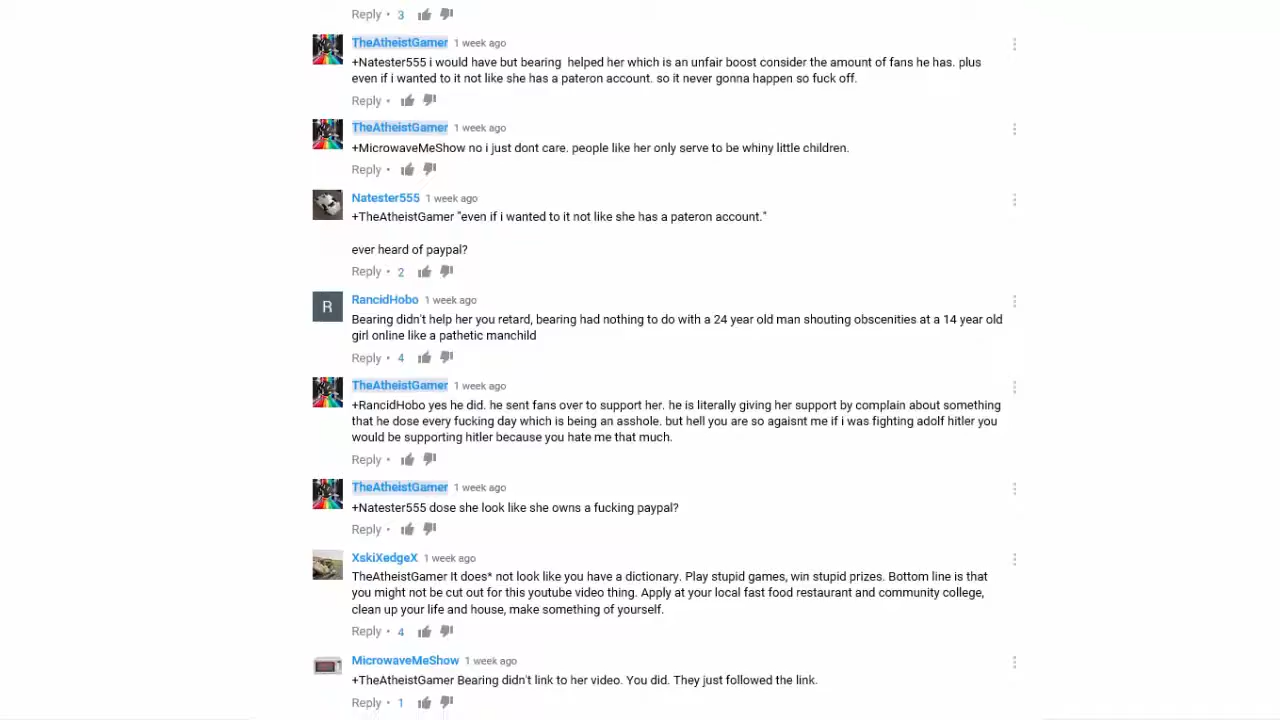 Reply • 3
TheAtheistGamer 1 week ago
+Natester555 i would have but bearing helped her which is an unfair boost consider the amount of fans he has. plus
even if i wanted to it not like she has a pateron account. so it never gonna happen so fuck off.
Reply •
TheAtheistGamer 1 week ago
+MicrowaveMeShow no i just dont care. people like her only serve to be whiny little children.
Reply •
Natester555 1 week ago
+TheAtheistGamer "even if i wanted to it not like she has a pateron account."
ever heard of paypal?
Reply • 2
R
RancidHobo 1 week ago
Bearing didn't help her you retard, bearing had nothing to do with a 24 year old man shouting obscenities at a 14 year old
girl online like a pathetic manchild
Reply • 4
TheAtheistGamer 1 week ago
+RancidHobo yes he did. he sent fans over to support her. he is literally giving her support by complain about something
that he dose every fucking day which is being an asshole. but hell you are so agaisnt me if i was fighting adolf hitler you
would be supporting hitler because you hate me that much.
Reply •
TheAtheistGamer 1 week ago
+Natester555 dose she look like she owns a fucking paypal?
Reply •
XskiXedgeX 1 week ago
TheAtheistGamer It does* not look like you have a dictionary. Play stupid games, win stupid prizes. Bottom line is that
you might not be cut out for this youtube video thing. Apply at your local fast food restaurant and community college,
clean up your life and house, make something of yourself.
Reply • 4
MicrowaveMeShow 1 week ago
+TheAtheistGamer Bearing didn't link to her video. You did. They just followed the link.
Reply • 1